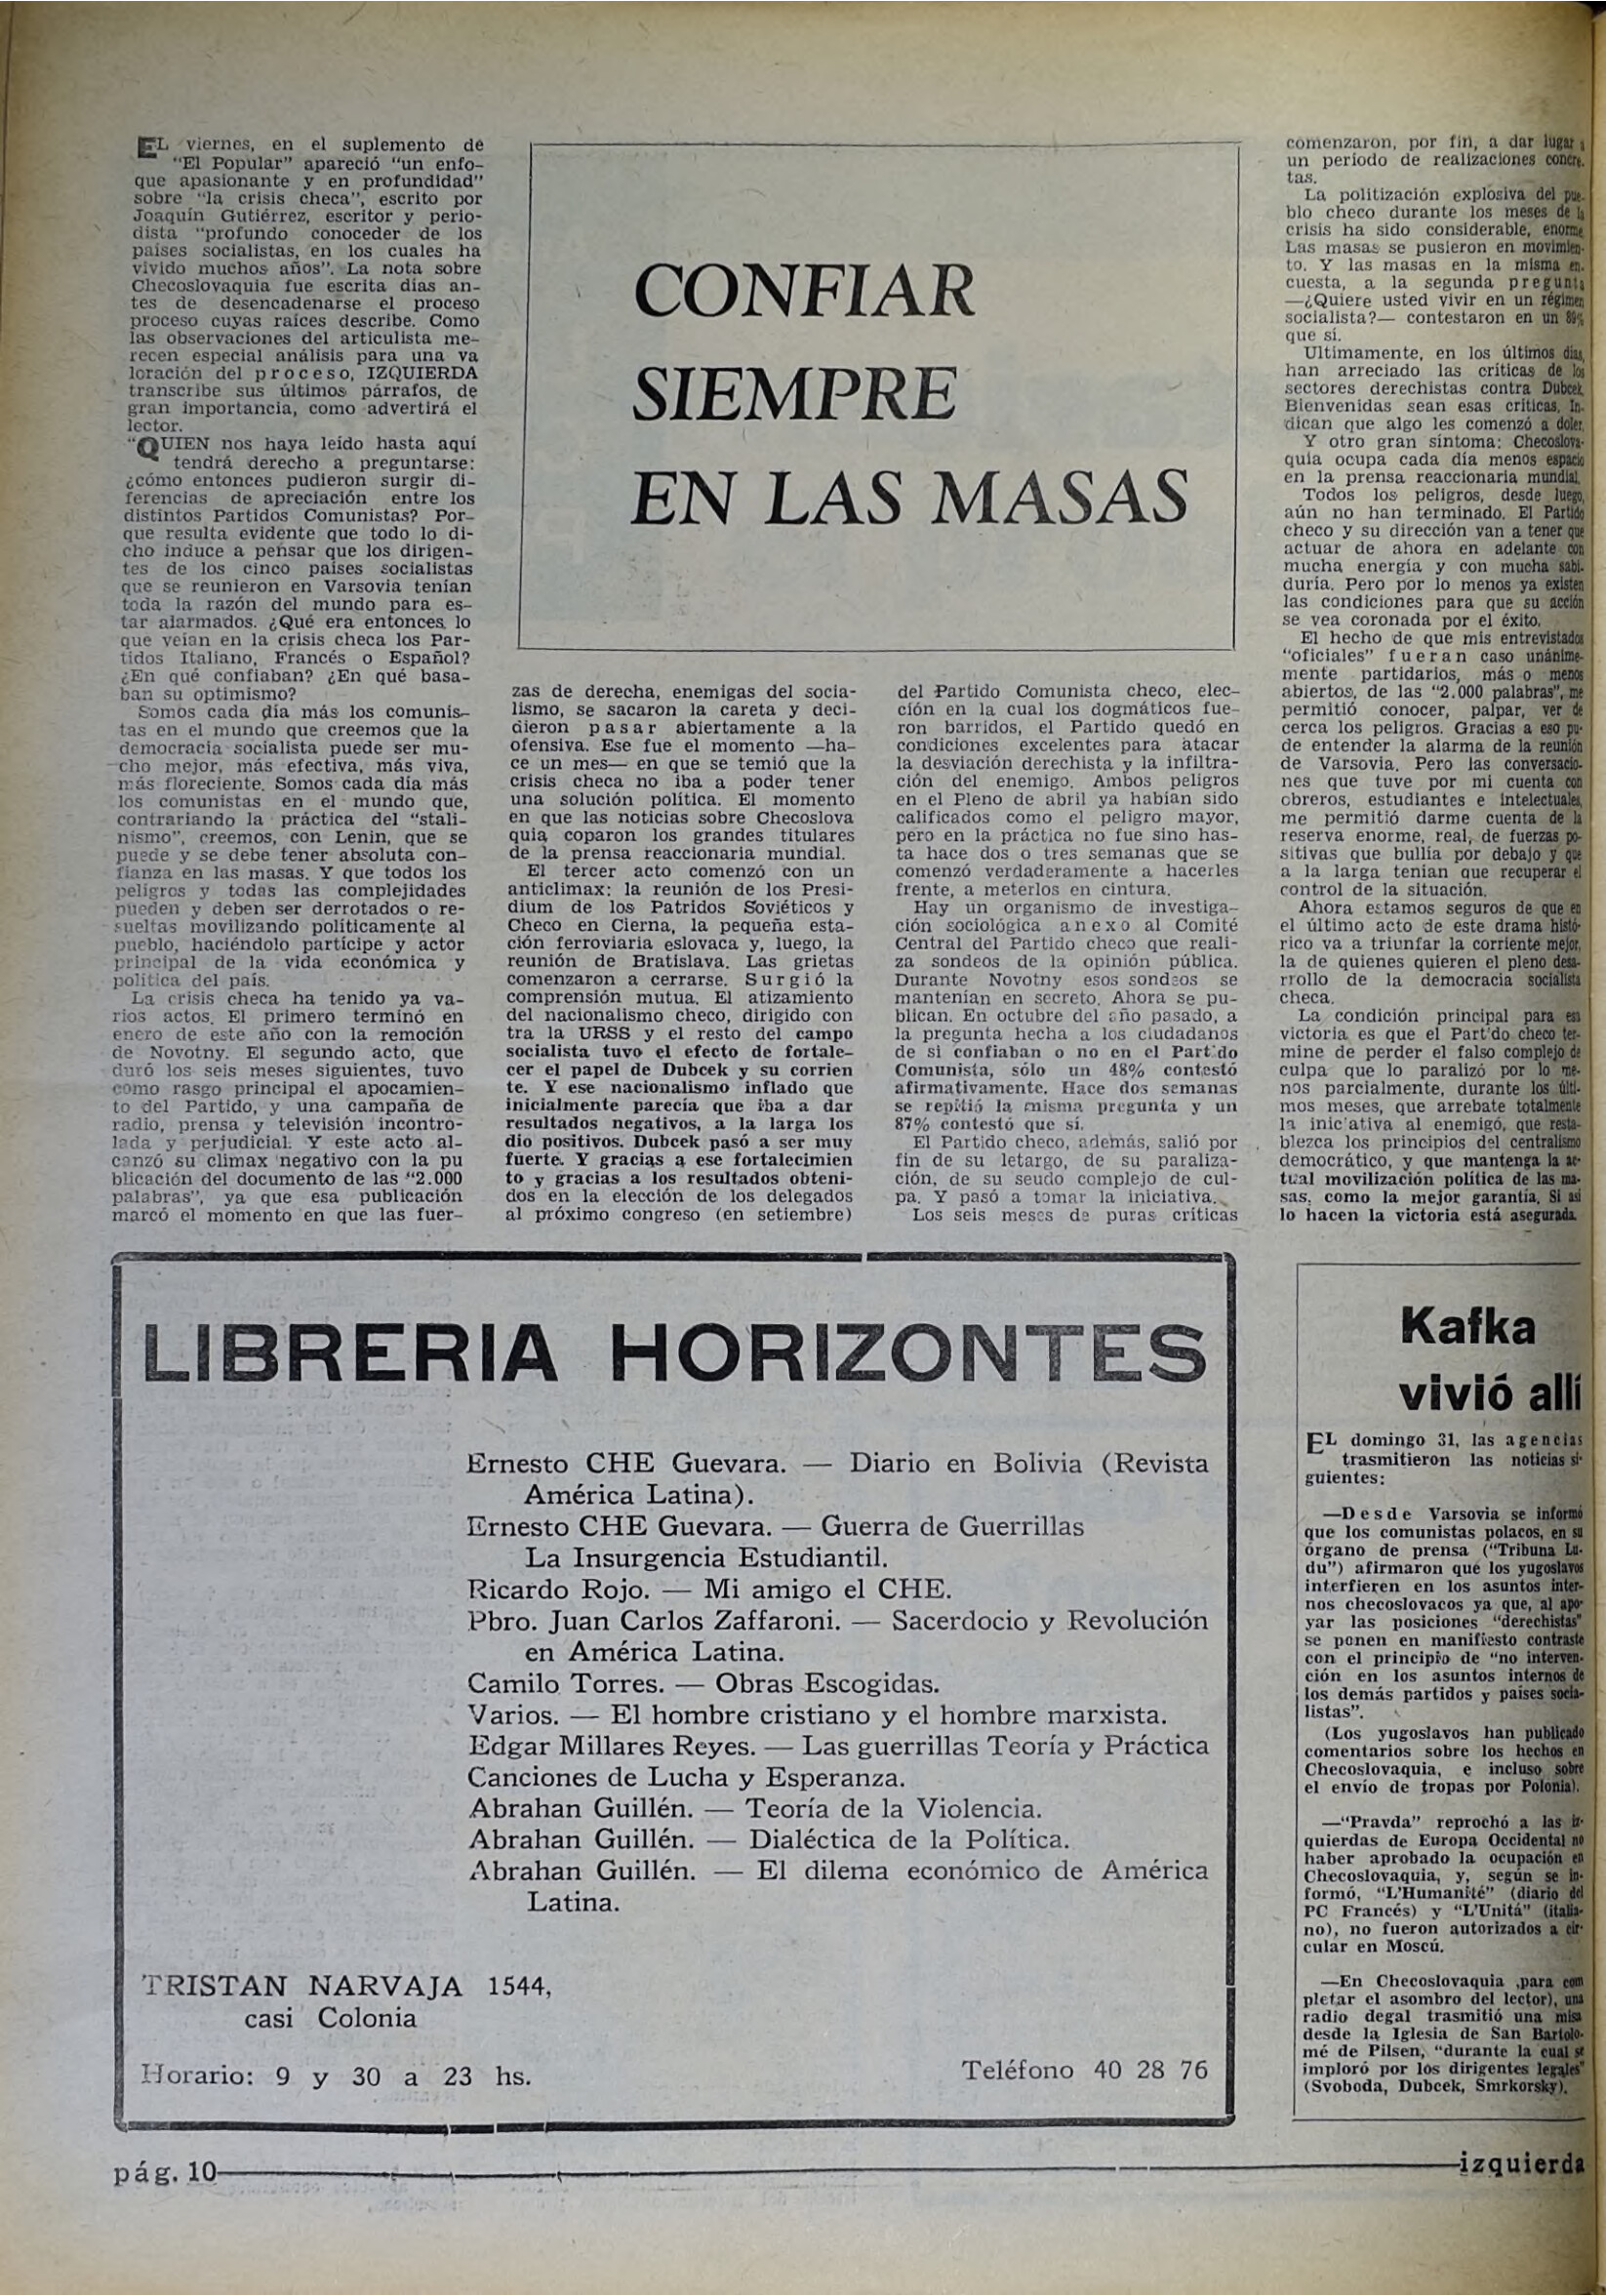 EL viernes, en el suplemento de
"El Popular" apareció "un enfo-
que apasionante y en profundidad"
sobre "la crisis checa", escrito por
Joaquín Gutiérrez, escritor y perio-
dista "profundo conoceder de los
países socialistas, en los cuales ha
vivido muchos años". La nota sobre
Checoslovaquia fue escrita días an-
tes de desencadenarse el proceso
proceso cuyas raíces describe. Como
las observaciones del articulista me-
recen especial análisis para una va
loración del proceso, IZQUIERDA
transcribe sus últimos párrafos, de
gran importancia, como advertirá el
lector.
"QUIEN nos haya leído hasta aquí
tendrá derecho a preguntarse:
¿cómo entonces pudieron surgir di-
ferencias de apreciación entre los
distintos Partidos Comunistas? Por-
que resulta evidente que todo lo di-
cho induce a pensar que los dirigen-
tes de los cinco países socialistas
que se reunieron en Varsovia tenían
toda la razón del mundo para es-
tar alarmados. ¿Qué era entonces lo
que veían en la crisis checa los Par-
tidos Italiano, Francés o Español?
¿En qué confiaban? ¿En qué basa-
ban su optimismo?
Somos cada día más los comunis-
tas en el mundo que creemos que la
democracia socialista puede ser mu-
cho mejor, más efectiva, más viva,
más floreciente. Somos cada día más
los comunistas en el mundo que,
contrariando la práctica del "stali-
nismo", creemos, con Lenin, que se
puede y se debe tener absoluta con-
fianza en las masas. Y que todos los
peligros y todas las complejidades
pueden y deben ser derrotados o re-
sueltas movilizando políticamente al
pueblo, haciéndolo partícipe y actor
principal de la vida económica y
política del país.
La crisis checa ha tenido ya va-
rios actos. El primero terminó en
enero de este año con la remoción
de Novotny. El segundo acto, que
duró los seis meses siguientes, tuvo
como rasgo principal el apocamien-
to del Partido, y una campaña de
radio, prensa y televisión incontro-
lada y perjudicial. Y este acto al-
canzó su climax negativo con la pu
blicación del documento de las "2.000
palabras", ya que esa publicación
marcó el momento en que las fuer-
CONFIAR
SIEMPRE
EN LAS MASAS
zas de derecha, enemigas del socia-
lismo, se sacaron la careta y deci-
dieron pasar abiertamente a la
ofensiva. Ese fue el momento —ha-
ce un mes— en que se temió que la
crisis checa no iba a poder tener
una solución política. El momento
en que las noticias sobre Checoslova
quia coparon los grandes titulares
de la prensa reaccionaria mundial.
El tercer acto comenzó con un
anticlimax: la reunión de los Presi-
dium de los Patridos Soviéticos y
Checo en Cierna, la pequeña esta-
ción ferroviaria eslovaca y, luego, la
reunión de Bratislava. Las grietas
comenzaron a cerrarse. Surgió la
comprensión mutua. El atizamiento
del nacionalismo checo, dirigido con
tra la URSS y el resto del campo
socialista tuvo el efecto de fortale-
cer el papel de Dubcek y su corrien
te. Y ese nacionalismo inflado que
inicialmente parecía que iba a dar
resultados negativos, a la larga los
dio positivos. Dubcek pasó a ser muy
fuerte. Y gracias a ese fortalecimien
to y gracias a los resultados obteni-
dos en la elección de los delegados
al próximo congreso (en setiembre)
del Partido Comunista checo, elec-
ción en la cual los dogmáticos fue-
ron barridos, el Partido quedó en
condiciones excelentes para atacar
la desviación derechista y la infiltra-
ción del enemigo. Ambos peligros
en el Pleno de abril ya habían sido
calificados como el peligro mayor,
pero en la práctica no fue sino has-
ta hace dos o tres semanas que se
comenzó verdaderamente a hacerles
frente, a meterlos en cintura.
Hay un organismo de investiga-
ción sociológica anexo al Comité
Central del Partido checo que reali-
za sondeos de la opinión pública.
Durante Novotny esos sondeos se
mantenían en secreto. Ahora se pu-
blican. En octubre del año pasado, a
la pregunta hecha a los ciudadanos
de si confiaban o no en el Partido
Comunista, sólo un 48% contestó
afirmativamente. Hace dos semanas
se repitió la misma pregunta y un
87% contestó que sí.
El Partido checo, además, salió por
fin de su letargo, de su paraliza-
ción, de su seudo complejo de cul-
pa. Y pasó a tomar la iniciativa.
Los seis meses de puras críticas
comenzaron, por fin, a dar lugar a
un período de realizaciones concre-
tas.
La politización explosiva del pue-
blo checo durante los meses de la
crisis ha sido considerable, enorme
Las masas se pusieron en movimien-
to. Y las masas en la misma en-
cuesta, a la segunda pregunta
—¿Quiere usted vivir en un régimen
socialista?— contestaron en un 89%
que sí.
Ultimamente, en los últimos días,
han arreciado las críticas de los
sectores derechistas contra Dubcek.
Bienvenidas sean esas críticas. In-
dican que algo les comenzó a doler.
Y otro gran síntoma: Checoslova-
quia ocupa cada día menos espacio
en la prensa reaccionaria mundial.
Todos los peligros, desde luego,
aún no han terminado. El Partido
checo y su dirección van a tener que
actuar de ahora en adelante con
mucha energía y con mucha sabi-
duría. Pero por lo menos ya existen
las condiciones para que su acción
se vea coronada por el éxito.
El hecho de que mis entrevistados
"oficiales" fueran caso unánime-
mente partidarios, más o menos
abiertos, de las "2.000 palabras", me
permitió conocer, palpar, ver de
cerca los peligros. Gracias a eso pu-
de entender la alarma de la reunión
de Varsovia. Pero las conversacio-
nes que tuve por mi cuenta con
obreros, estudiantes e intelectuales,
me permitió darme cuenta de la
reserva enorme, real, de fuerzas po-
sitivas que bullía por debajo y que
a la larga tenían que recuperar el
control de la situación.
Ahora estamos seguros de que en
el último acto de este drama histó-
rico va a triunfar la corriente mejor,
la de quienes quieren el pleno desa-
rrollo de la democracia socialista
checa.
La condición principal para esa
victoria es que el Part'do checo ter-
mine de perder el falso complejo de
culpa que lo paralizó por lo me-
nos parcialmente, durante los últi-
mos meses, que arrebate totalmente
la inic'ativa al enemigo, que resta-
blezca los principios del centralismo
democrático, y que mantenga la ac-
tual movilización política de las ma-
sas, como la mejor garantía. Si así
lo hacen la victoria está asegurada.
LIBRERIA HORIZONTES
Ernesto CHE Guevara. — Diario en Bolivia (Revista
América Latina).
Ernesto CHE Guevara. — Guerra de Guerrillas
La Insurgencia Estudiantil.
Ricardo Rojo. — Mi amigo el CHE.
Pbro. Juan Carlos Zaffaroni. — Sacerdocio y Revolución
en América Latina.
Camilo Torres. — Obras Escogidas.
Varios. — El hombre cristiano y el hombre marxista.
Edgar Millares Reyes. — Las guerrillas Teoría y Práctica
Canciones de Lucha y Esperanza.
Abrahan Guillén. — Teoría de la Violencia.
Abrahan Guillén. — Dialéctica de la Política.
Abrahan Guillén. — El dilema económico de América
Latina.
TRISTAN NARVAJA 1544,
casi Colonia
Horario: 9 y 30 a 23 hs.
Teléfono 40 28 76
Kafka
vivió allí
EL domingo 31, las agencias
trasmitieron las noticias si-
guientes:
—Desde Varsovia se informó
que los comunistas polacos, en su
órgano de prensa ("Tribuna Lu-
du") afirmaron que los yugoslavos
interfieren en los asuntos inter-
nos checoslovacos ya que, al apo-
yar las posiciones "derechistas"
se ponen en manifiesto contraste
con el principio de "no interven-
ción en los asuntos internos de
los demás partidos y países socia-
listas".
(Los yugoslavos han publicado
comentarios sobre los hechos en
Checoslovaquia, e incluso sobre
el envío de tropas por Polonia).
—"Pravda" reprochó a las iz-
quierdas de Europa Occidental no
haber aprobado la ocupación en
Checoslovaquia, y, según se in-
formó, "L'Humanité" (diario del
PC Francés) y "L'Unitá" (italia-
no), no fueron autorizados a cir-
cular en Moscú.
—En Checoslovaquia ,para com
pletar el asombro del lector), una
radio degal trasmitió una misa
desde la Iglesia de San Bartolo-
mé de Pilsen, "durante la cual se
imploró por los dirigentes legales"
(Svoboda, Dubcek, Smrkorsky).
pág. 10
izquierda